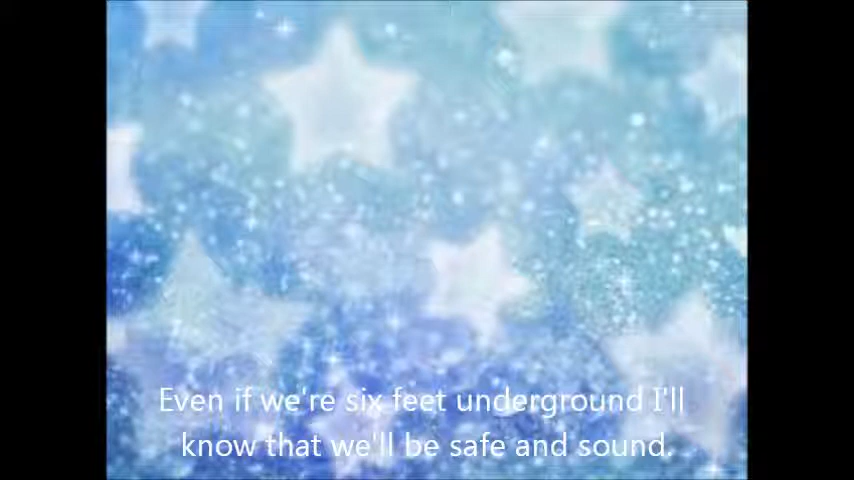 Even if we're six feet underground I'll
know that we'll be safe and sound.